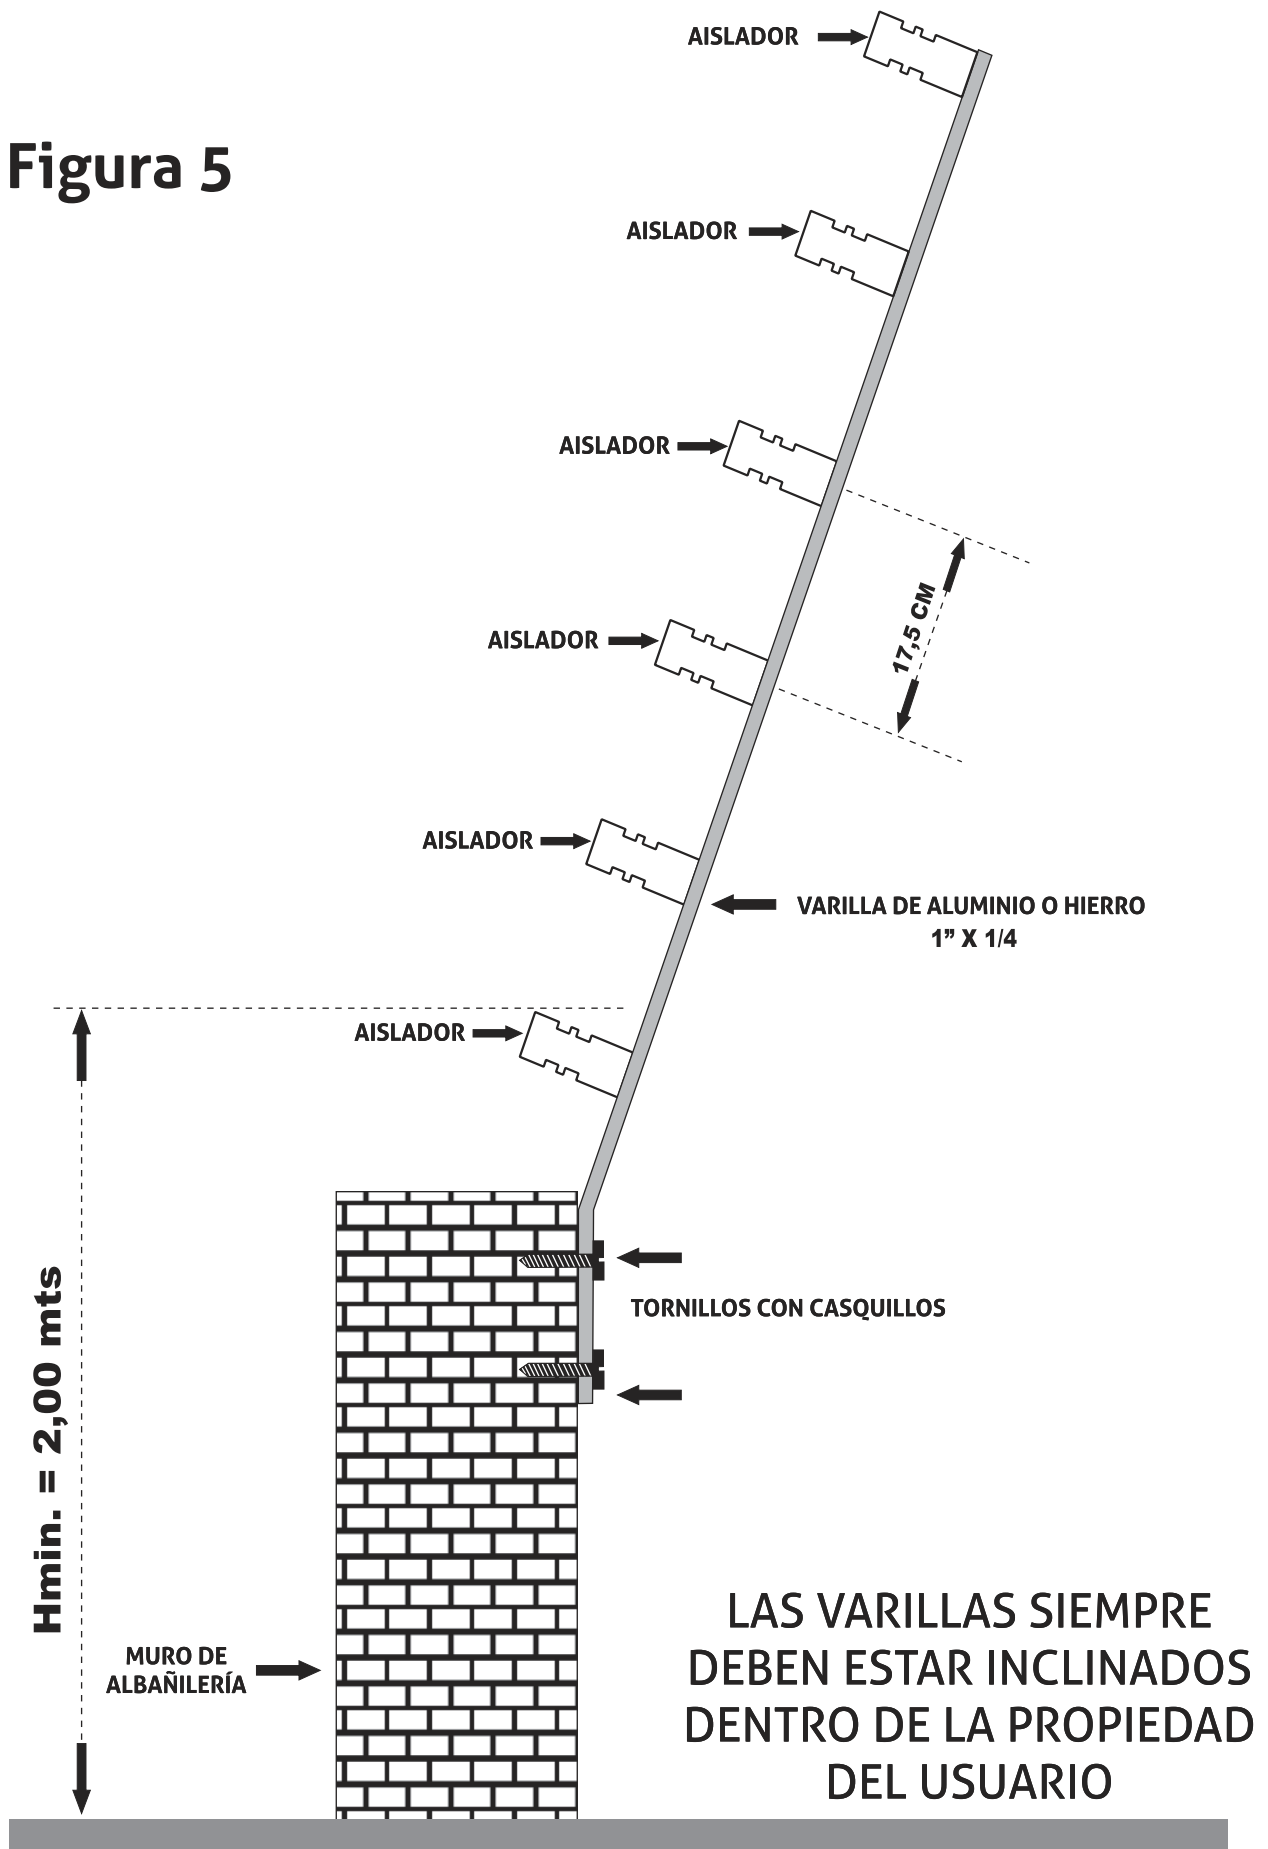 AISLADOR
Figura 5
AISLADOR
AISLADOR
17,5 CM
AISLADOR
AISLADOR
VARILLA DE ALUMINIO O HIERRO
1” X 1/4
AISLADOR
Hmin. = 2,00 mts
TORNILLOS CON CASQUILLOS
MURO DE
ALBAÑILERÍA
LAS VARILLAS SIEMPRE
DEBEN ESTAR INCLINADOS
DENTRO DE LA PROPIEDAD
DEL USUARIO